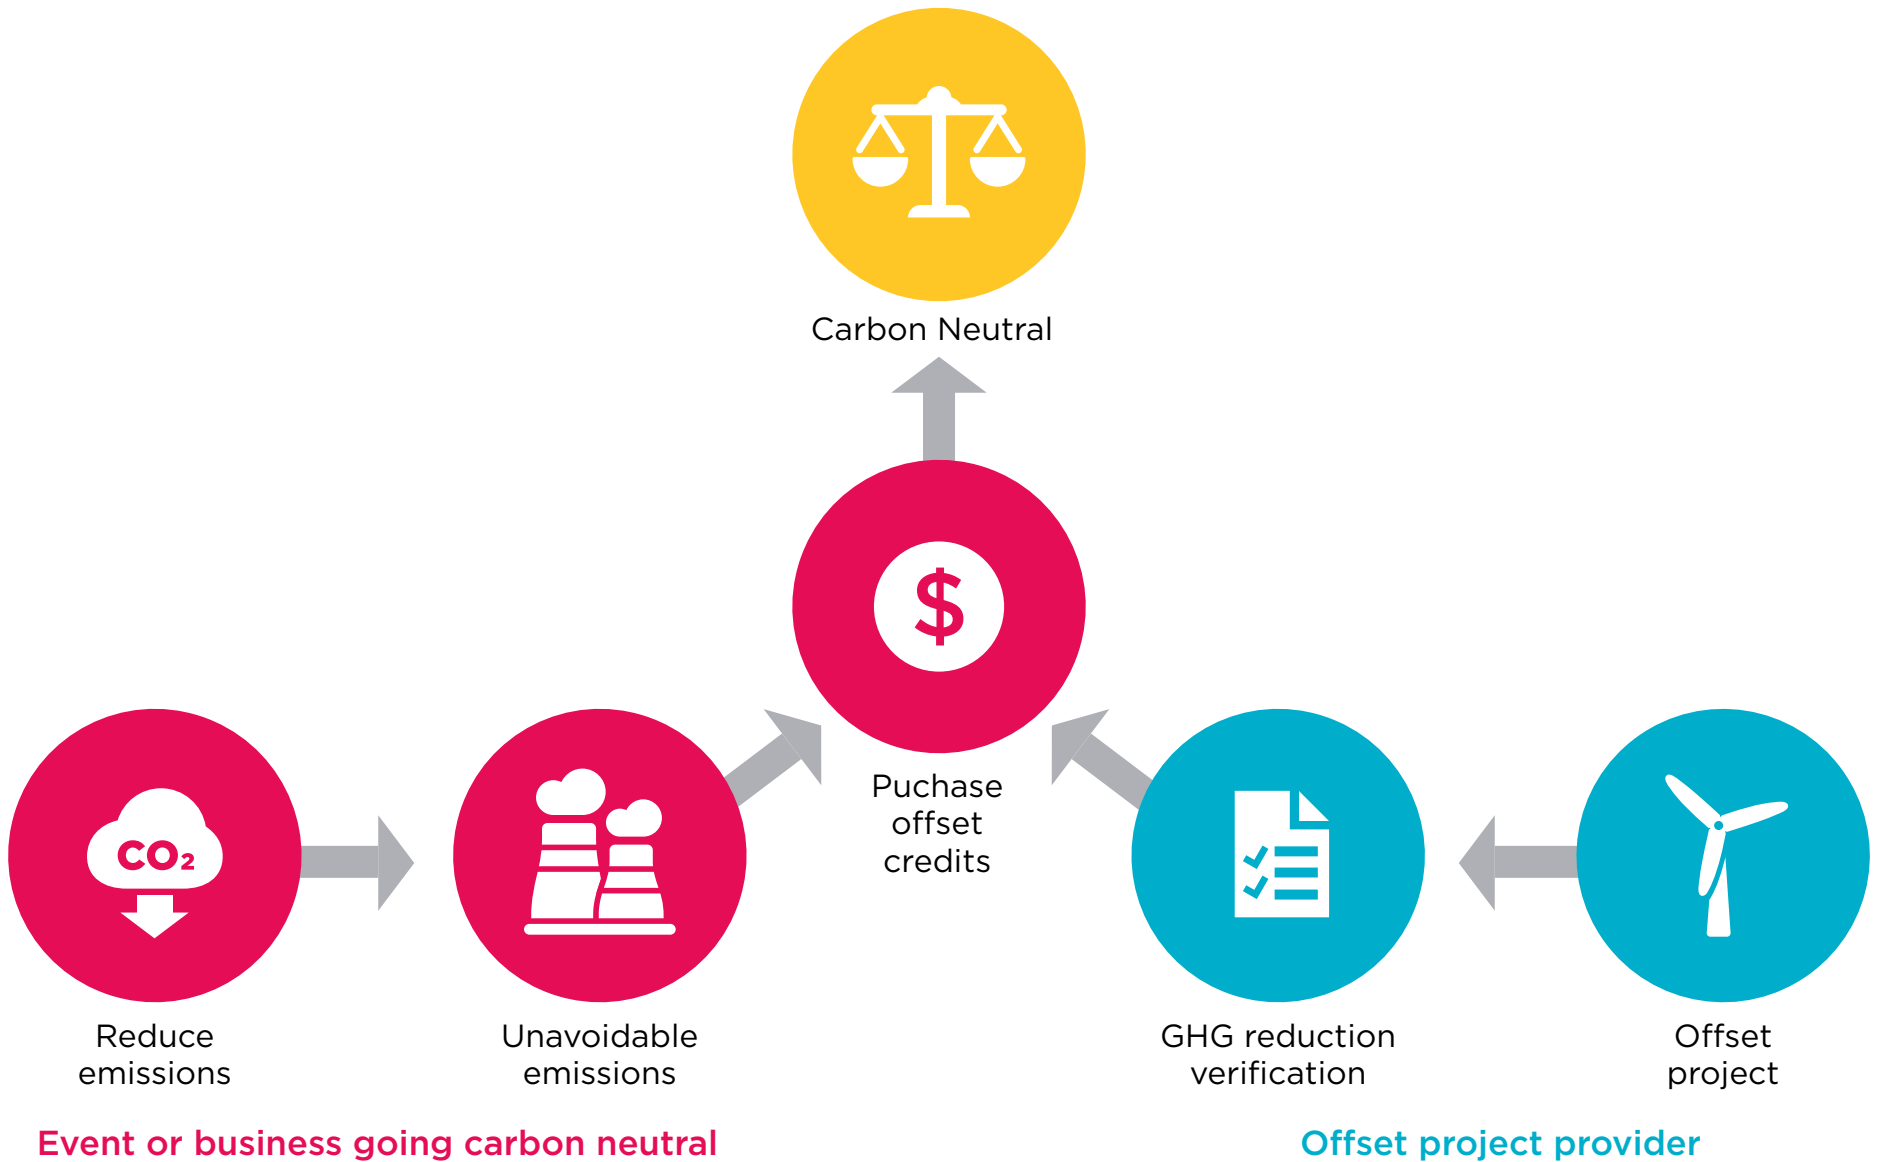 Carbon Neutral
$
Puchase
offset
credits
CO₂
Reduce
emissions
Unavoidable
emissions
GHG reduction
verification
Offset
project
Event or business going carbon neutral
Offset project provider